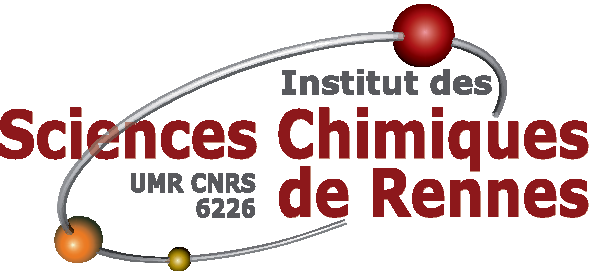 Institut des
Sciences Chimiques
UMR CNRS
de Rennes
6226